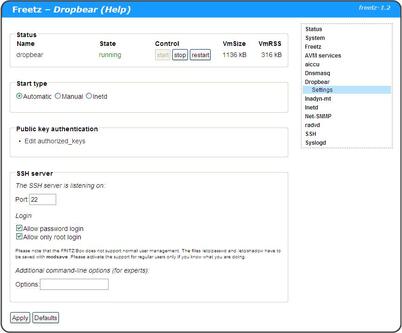 Freetz – Dropbear (Help)
freetz-1.2
Status
Name State Control VmSize VmRSS
dropbear running start stop restart 1136 kB 316 kB
Start type
Automatic Manual Inetd
Public key authentication
Edit authorized_keys
SSH server
The SSH server is listening on:
Port: 22
Login
Allow password login
Allow only root login
Please note that the FRITZ!Box does not support normal user management. The files /etc/passwd and /etc/shadow have to
be saved with modsave. Please activate the support for regular users only if you know what you are doing.
Additional command-line options (for experts):
Options:
Apply Defaults
Status
System
Freetz
AVM services
aiccu
Dnsmasq
Dropbear
Settings
Inadyn-mt
Inetd
Net-SNMP
radvd
SSH
Syslogd